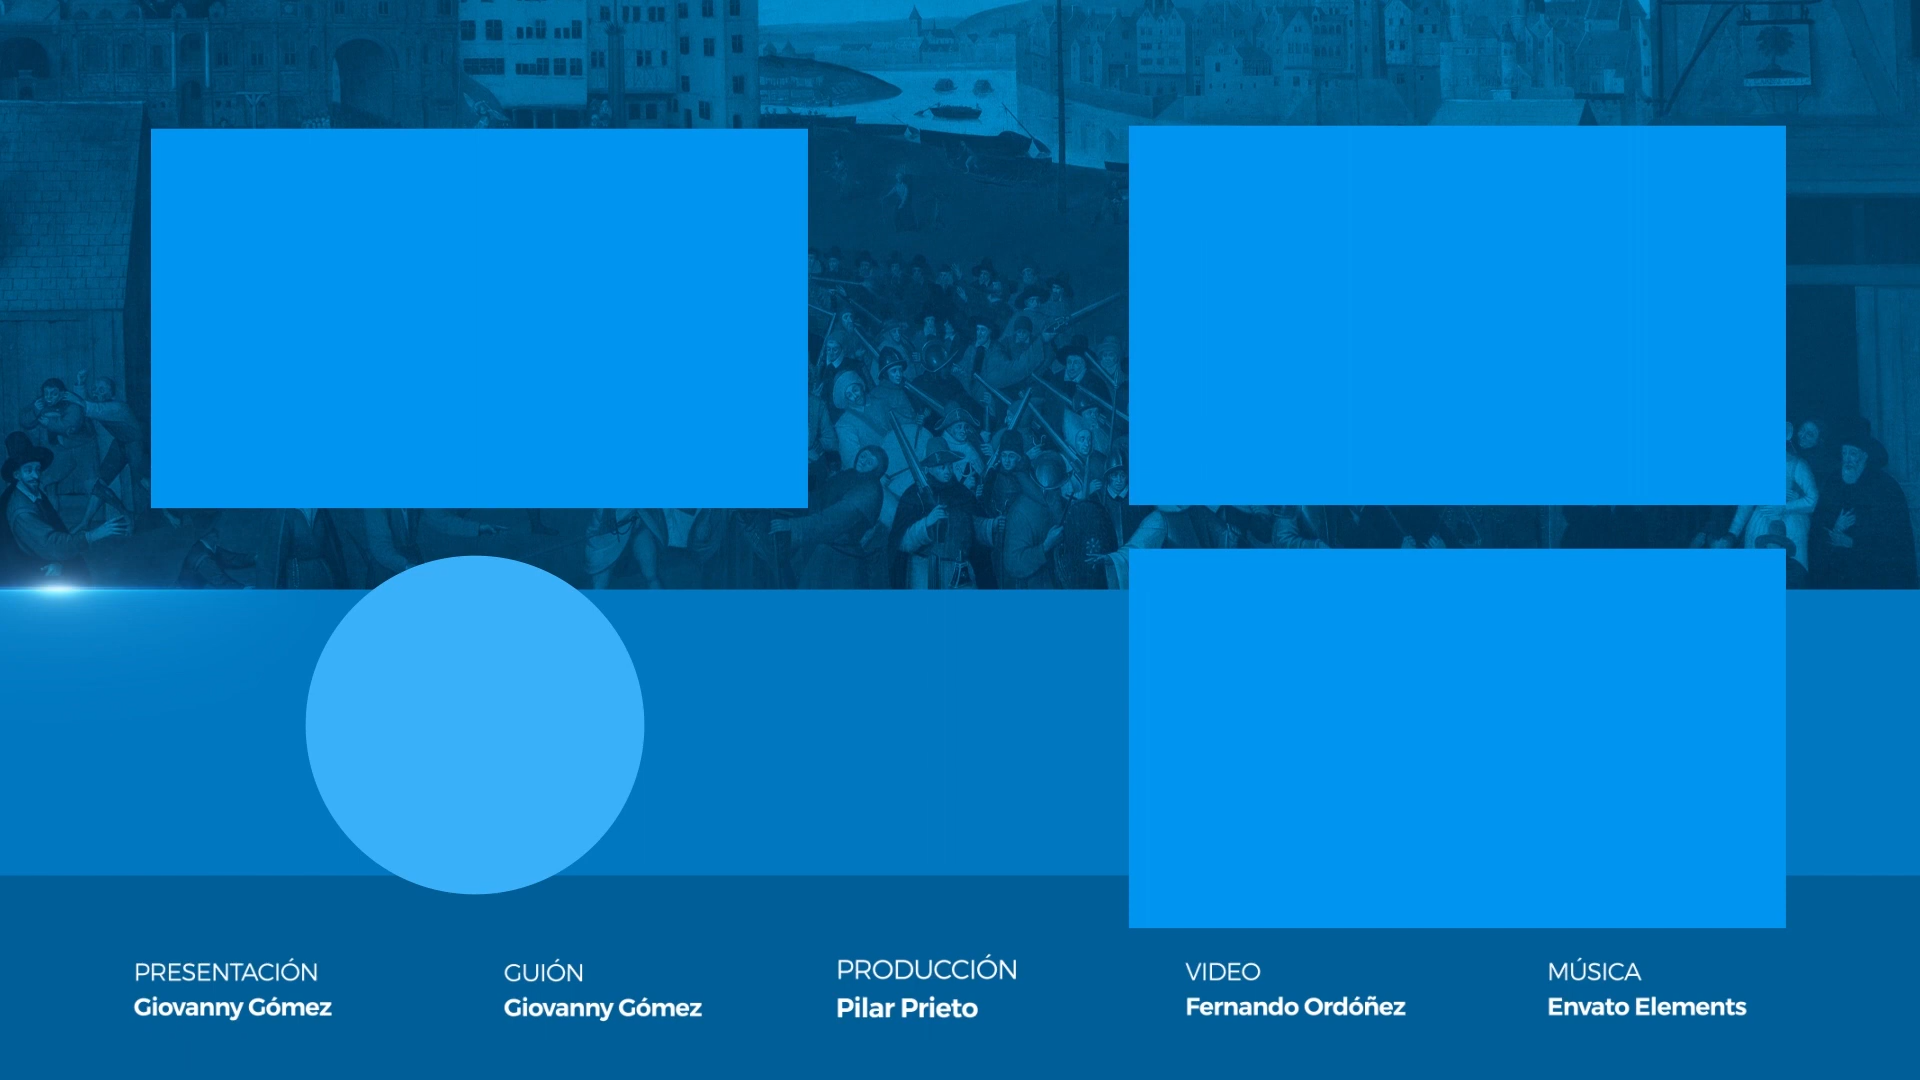 PRESENTACIÓN
Giovanny Gómez
GUIÓN
Giovanny Gómez
PRODUCCIÓN
Pilar Prieto
VIDEO
Fernando Ordóñez
MÚSICA
Envato Elements